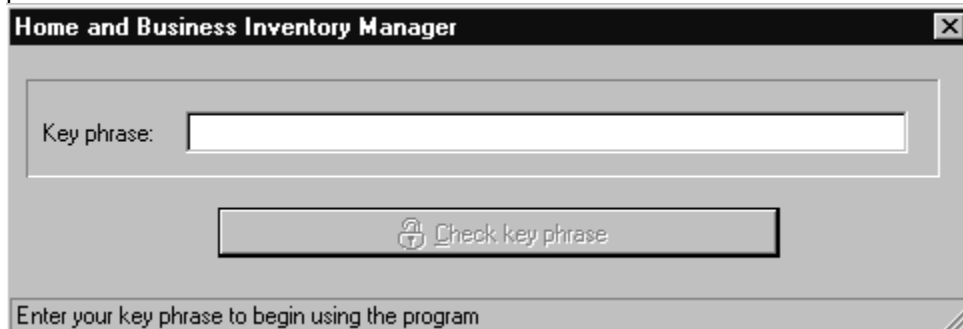 Home and Business Inventory Manager
Key phrase:
Check key phrase
Enter your key phrase to begin using the program